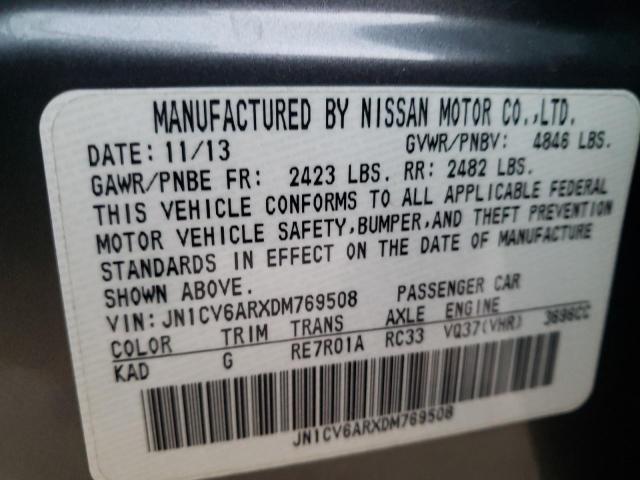 MANUFACTURED BY NISSAN MOTOR CO.,LTD.
DATE: 11/13 GVWR/PNBV: 4846 LBS.
GAWR/PNBE FR: 2423 LBS. RR: 2482 LBS.
THIS VEHICLE CONFORMS TO ALL APPLICABLE FEDERAL
MOTOR VEHICLE SAFETY,BUMPER,AND THEFT PREVENTION
STANDARDS IN EFFECT ON THE DATE OF MANUFACTURE
SHOWN ABOVE.
VIN: JN1CV6ARXDM769508 PASSENGER CAR
COLOR TRIM TRANS AXLE ENGINE
KAD G RE7R01A RC33 VQ37(VHR) 3696CC
JN1CV6ARXDM769508